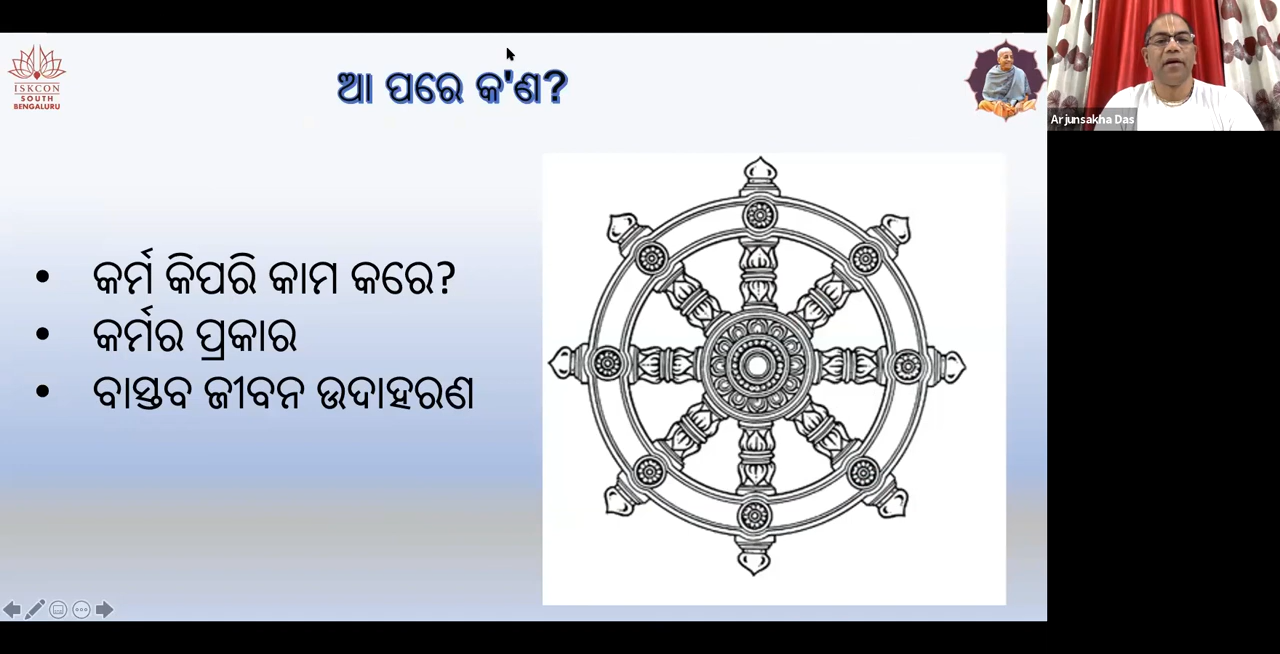 ISKCON
SOUTH
BENGALURU
ଆ ପରେ କ'ଣ?
Arjunsakha Das
• କର୍ମ କିପରି କାମ କରେ?
• କର୍ମର ପ୍ରକାର
• ବାସ୍ତବ ଜୀବନ ଉଦାହରଣ